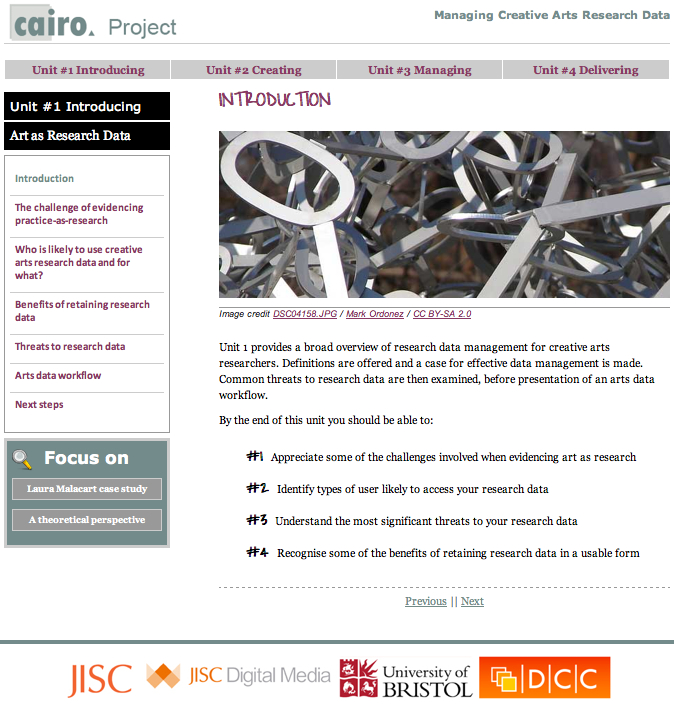 cairo. Project
Managing Creative Arts Research Data
Unit #1 Introducing
Unit #2 Creating
Unit #3 Managing
Unit #4 Delivering
Unit #1 Introducing
Art as Research Data
Introduction
The challenge of evidencing
practice-as-research
Who is likely to use creative
arts research data and for
what?
Benefits of retaining research
data
Threats to research data
Arts data workflow
Next steps
Focus on
Laura Malacart case study
A theoretical perspective
INTRODUCTION
Image credit DSC04158.JPG / Mark Ordonez / CC BY-SA 2.0
Unit 1 provides a broad overview of research data management for creative arts
researchers. Definitions are offered and a case for effective data management is made.
Common threats to research data are then examined, before presentation of an arts data
workflow.
By the end of this unit you should be able to:
#1 Appreciate some of the challenges involved when evidencing art as research
#2 Identify types of user likely to access your research data
#3 Understand the most significant threats to your research data
#4 Recognise some of the benefits of retaining research data in a usable form
Previous || Next
JISC
JISC Digital Media
University of
BRISTOL
D|C|C